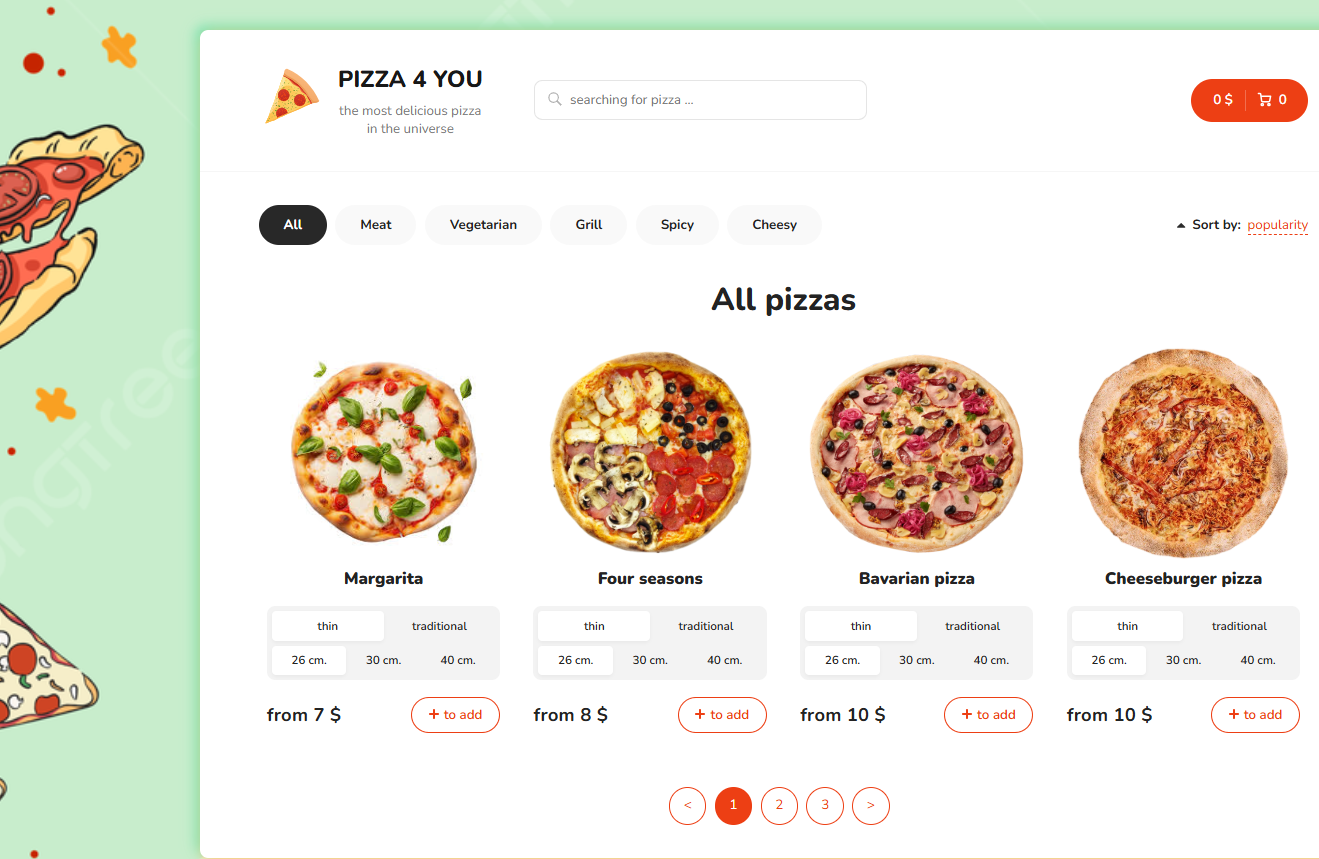 PIZZA 4 YOU
the most delicious pizza
in the universe
searching for pizza ...
0 $ 0
All Meat Vegetarian Grill Spicy Cheesy
Sort by: popularity
All pizzas
Margarita Four seasons Bavarian pizza Cheeseburger pizza
thin traditional thin traditional thin traditional thin traditional
26 cm. 30 cm. 40 cm. 26 cm. 30 cm. 40 cm. 26 cm. 30 cm. 40 cm. 26 cm. 30 cm. 40 cm.
from 7 $ + to add from 8 $ + to add from 10 $ + to add from 10 $ + to add
< 1 2 3 >